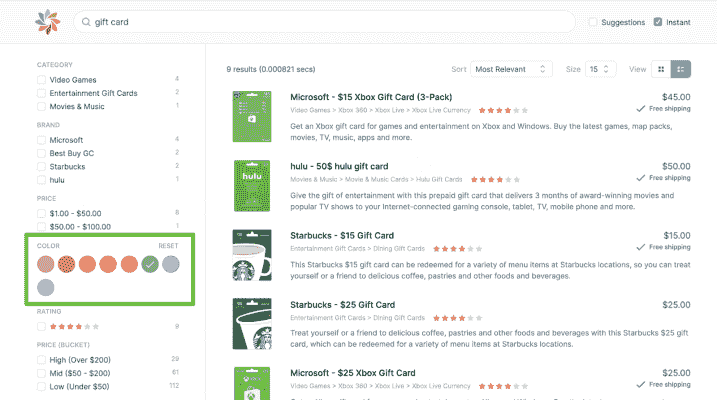 gift card
Suggestions
Instant
CATEGORY
Video Games 4
Entertainment Gift Cards 2
Movies & Music 1
BRAND
Microsoft 4
Best Buy GC 2
Starbucks 2
hulu 1
PRICE
$1.00 - $50.00 8
$50.00 - $100.00 1
COLOR RESET
RATING
9
PRICE (BUCKET)
High (Over $200) 29
Mid ($50 - $200) 61
Low (Under $50) 112
9 results (0.000821 secs)
Sort Most Relevant
Size 15
View
Microsoft - $15 Xbox Gift Card (3-Pack) $45.00
Video Games > Xbox 360 > Xbox Live > Xbox Live Currency
Free shipping
Get an Xbox gift card for games and entertainment on Xbox and Windows. Buy the latest games, map packs,
movies, TV, music, apps and more.
hulu
hulu - 50$ hulu gift card $50.00
Movies & Music > Movie & Music Cards > Hulu Gift Cards
Free shipping
Give the gift of entertainment with this prepaid gift card that delivers 3 months of award-winning movies and
popular TV shows to your Internet-connected gaming console, tablet, TV, mobile phone and more.
Starbucks - $15 Gift Card $15.00
Entertainment Gift Cards > Dining Gift Cards
Free shipping
This Starbucks $15 gift card can be redeemed for a variety of menu items at Starbucks locations, so you can treat
yourself or a friend to delicious coffee, pastries and other foods and beverages.
Starbucks - $25 Gift Card $25.00
Entertainment Gift Cards > Dining Gift Cards
Treat yourself or a friend to delicious coffee, pastries and other foods and beverages with this Starbucks $25 gift
card, which can be redeemed for a variety of menu items at Starbucks locations.
Microsoft - $25 Xbox Gift Card $25.00
Video Games > Xbox 360 > Xbox Live > Xbox Live Currency
Free shipping